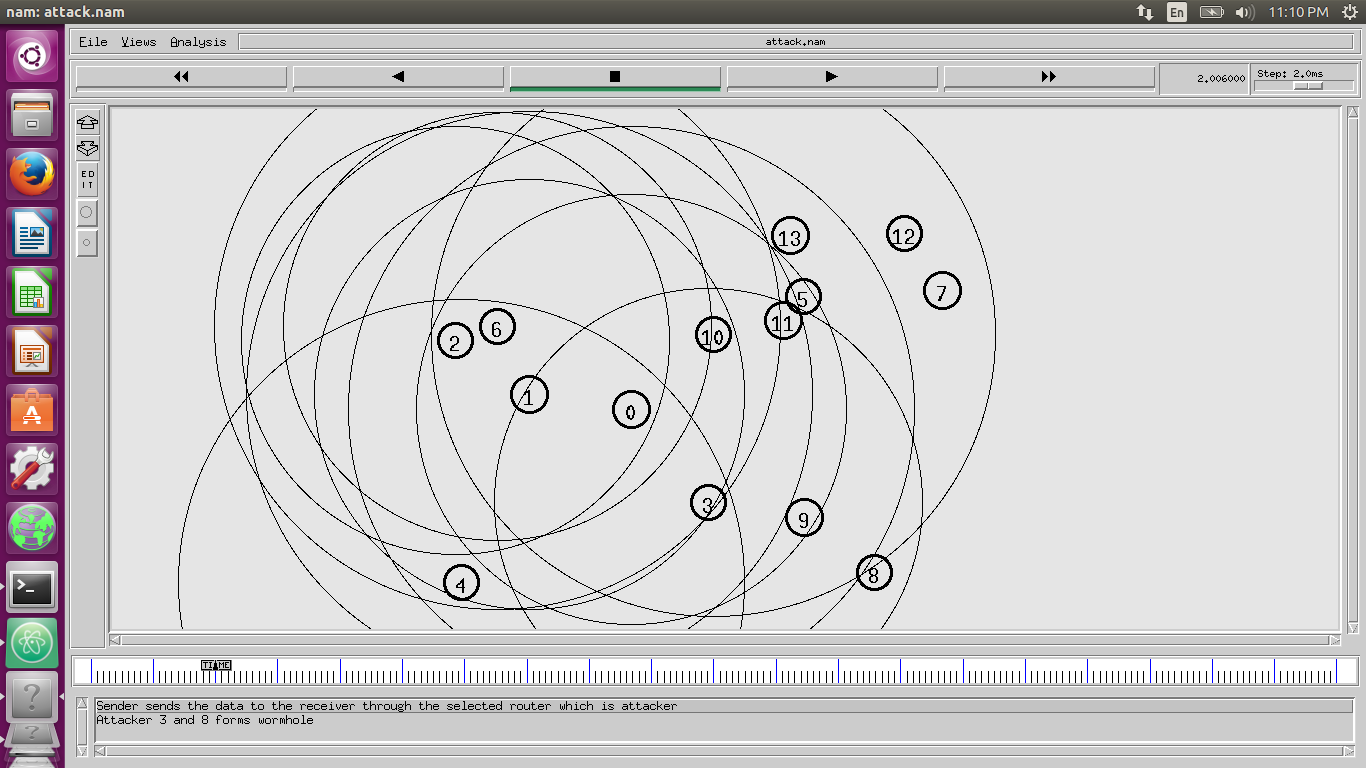 nam: attack.nam
En
11:10 PM
File Views Analysis
attack.nam
2.006000
Step: 2.0ms
ED
IT
13
12
7
5
11
10
6
2
1
0
3
9
8
4
TIME
Sender sends the data to the receiver through the selected router which is attacker
Attacker 3 and 8 forms wormhole